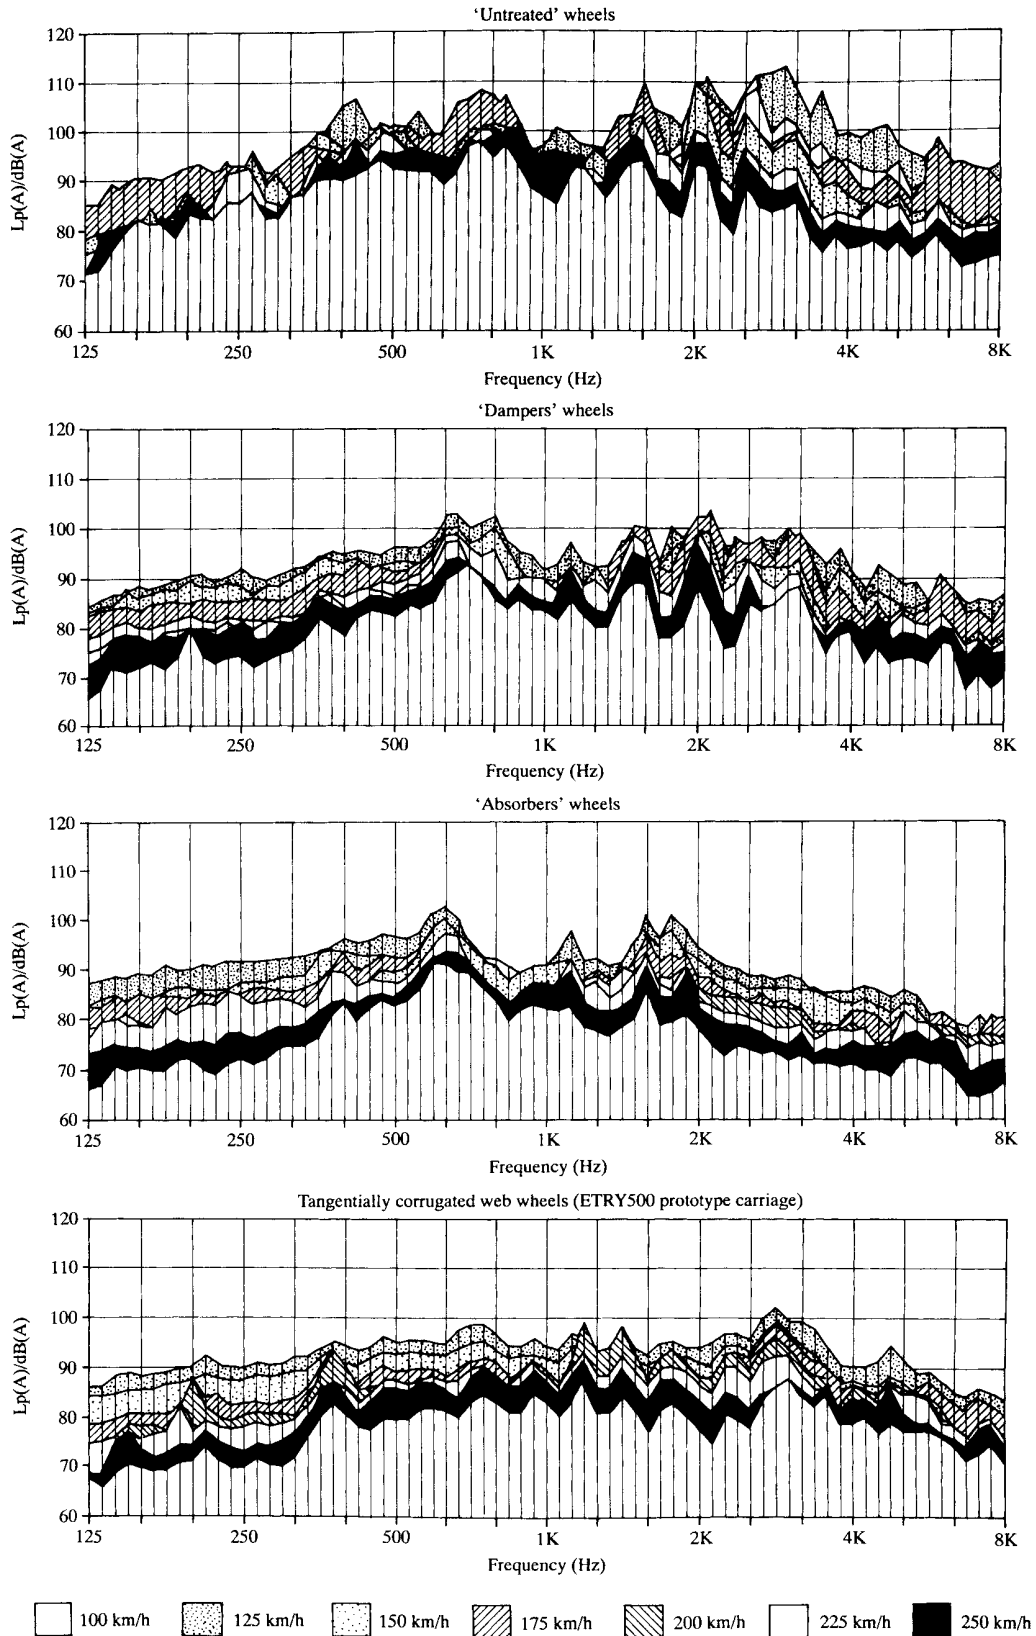 'Untreated' wheels
120
110
100
90
80
70
60
Lp(A)/dB(A)
125 250 500 1K 2K 4K 8K
Frequency (Hz)
'Dampers' wheels
120
110
100
90
80
70
60
Lp(A)/dB(A)
125 250 500 1K 2K 4K 8K
Frequency (Hz)
'Absorbers' wheels
120
110
100
90
80
70
60
Lp(A)/dB(A)
125 250 500 1K 2K 4K 8K
Frequency (Hz)
Tangentially corrugated web wheels (ETRY500 prototype carriage)
120
110
100
90
80
70
60
Lp(A)/dB(A)
125 250 500 1K 2K 4K 8K
Frequency (Hz)
100 km/h 125 km/h 150 km/h 175 km/h 200 km/h 225 km/h 250 km/h